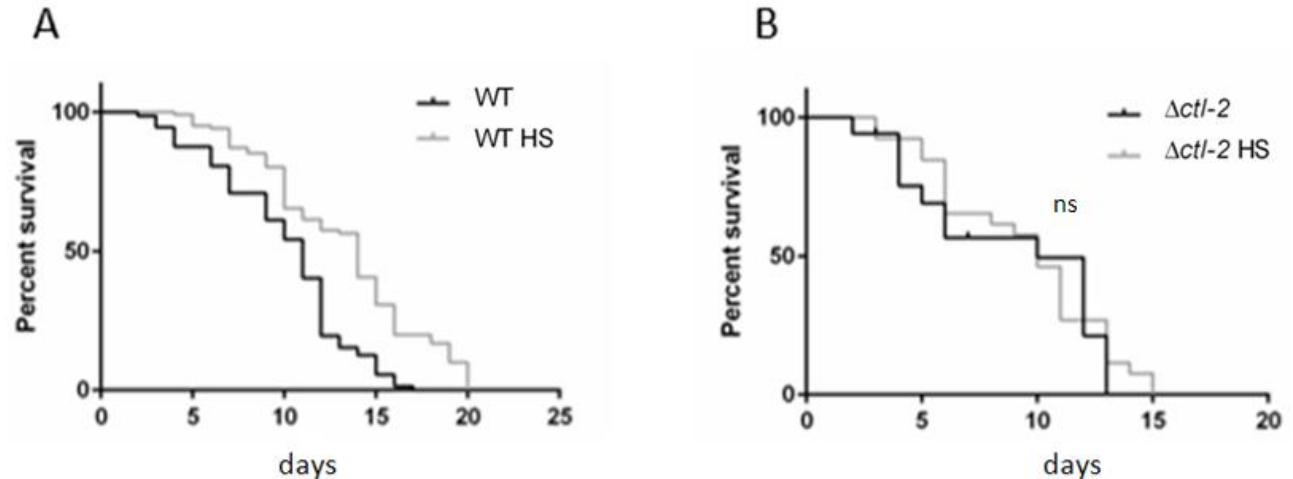 A
WT
WT HS
Percent survival
100
50
0
0 5 10 15 20 25
days
B
Δctl-2
Δctl-2 HS
ns
Percent survival
100
50
0
0 5 10 15 20
days